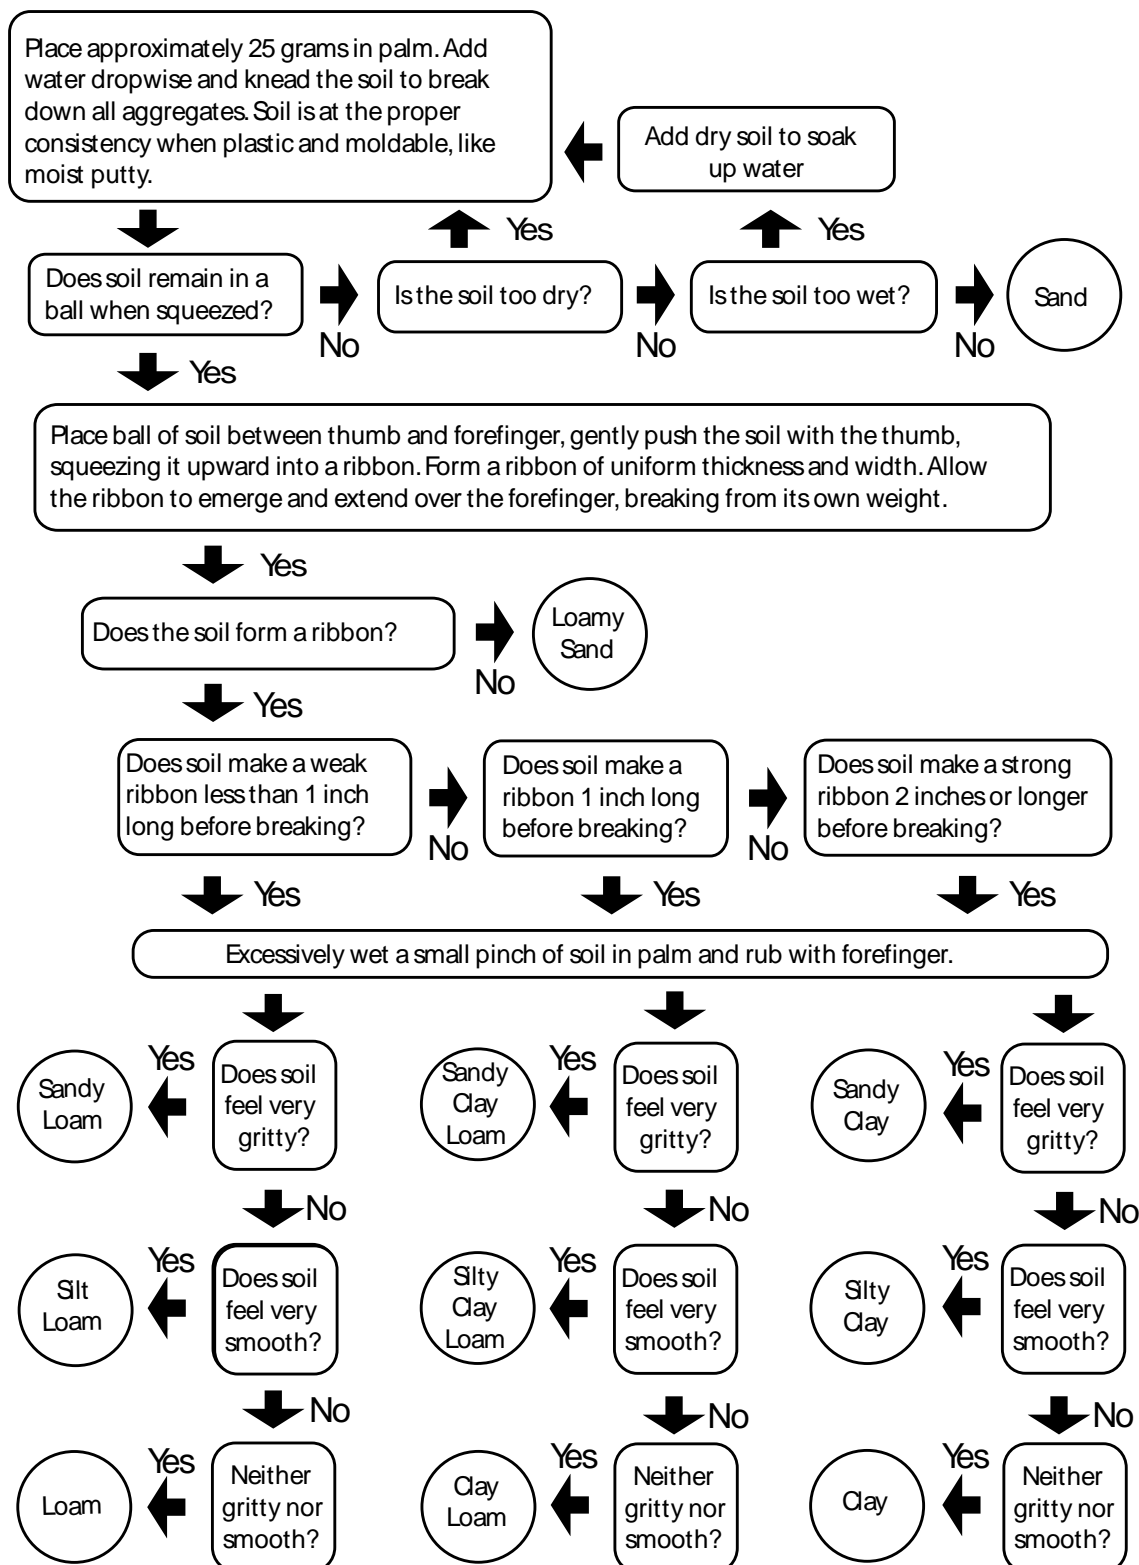 Place approximately 25 grams in palm. Add
water dropwise and knead the soil to break
down all aggregates. Soil is at the proper
consistency when plastic and moldable, like
moist putty.
Add dry soil to soak
up water
Yes
Yes
Does soil remain in a
ball when squeezed?
No
Is the soil too dry?
No
Is the soil too wet?
No
Sand
Yes
Place ball of soil between thumb and forefinger, gently push the soil with the thumb,
squeezing it upward into a ribbon. Form a ribbon of uniform thickness and width. Allow
the ribbon to emerge and extend over the forefinger, breaking from its own weight.
Yes
Does the soil form a ribbon?
No
Loamy
Sand
Yes
Does soil make a weak
ribbon less than 1 inch
long before breaking?
No
Does soil make a
ribbon 1 inch long
before breaking?
No
Does soil make a strong
ribbon 2 inches or longer
before breaking?
Yes
Yes
Yes
Excessively wet a small pinch of soil in palm and rub with forefinger.
Sandy
Loam
Yes
Does soil
feel very
gritty?
Sandy
Clay
Loam
Yes
Does soil
feel very
gritty?
Sandy
Clay
Yes
Does soil
feel very
gritty?
No
No
No
Silt
Loam
Yes
Does soil
feel very
smooth?
Silty
Clay
Loam
Yes
Does soil
feel very
smooth?
Silty
Clay
Yes
Does soil
feel very
smooth?
No
No
No
Loam
Yes
Neither
gritty nor
smooth?
Clay
Loam
Yes
Neither
gritty nor
smooth?
Clay
Yes
Neither
gritty nor
smooth?